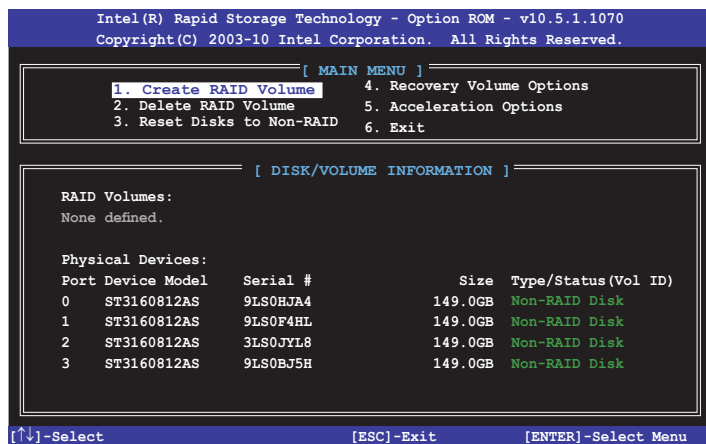 Intel(R) Rapid Storage Technology - Option ROM - v10.5.1.1070
Copyright(C) 2003-10 Intel Corporation. All Rights Reserved.
[ MAIN MENU ]
1. Create RAID Volume
2. Delete RAID Volume
3. Reset Disks to Non-RAID
4. Recovery Volume Options
5. Acceleration Options
6. Exit
[ DISK/VOLUME INFORMATION ]
RAID Volumes:
None defined.
Physical Devices:
Port Device Model Serial # Size Type/Status(Vol ID)
0 ST3160812AS 9LS0HJA4 149.0GB Non-RAID Disk
1 ST3160812AS 9LS0F4HL 149.0GB Non-RAID Disk
2 ST3160812AS 3LS0JYL8 149.0GB Non-RAID Disk
3 ST3160812AS 9LS0BJ5H 149.0GB Non-RAID Disk
[↑↓]-Select [ESC]-Exit [ENTER]-Select Menu